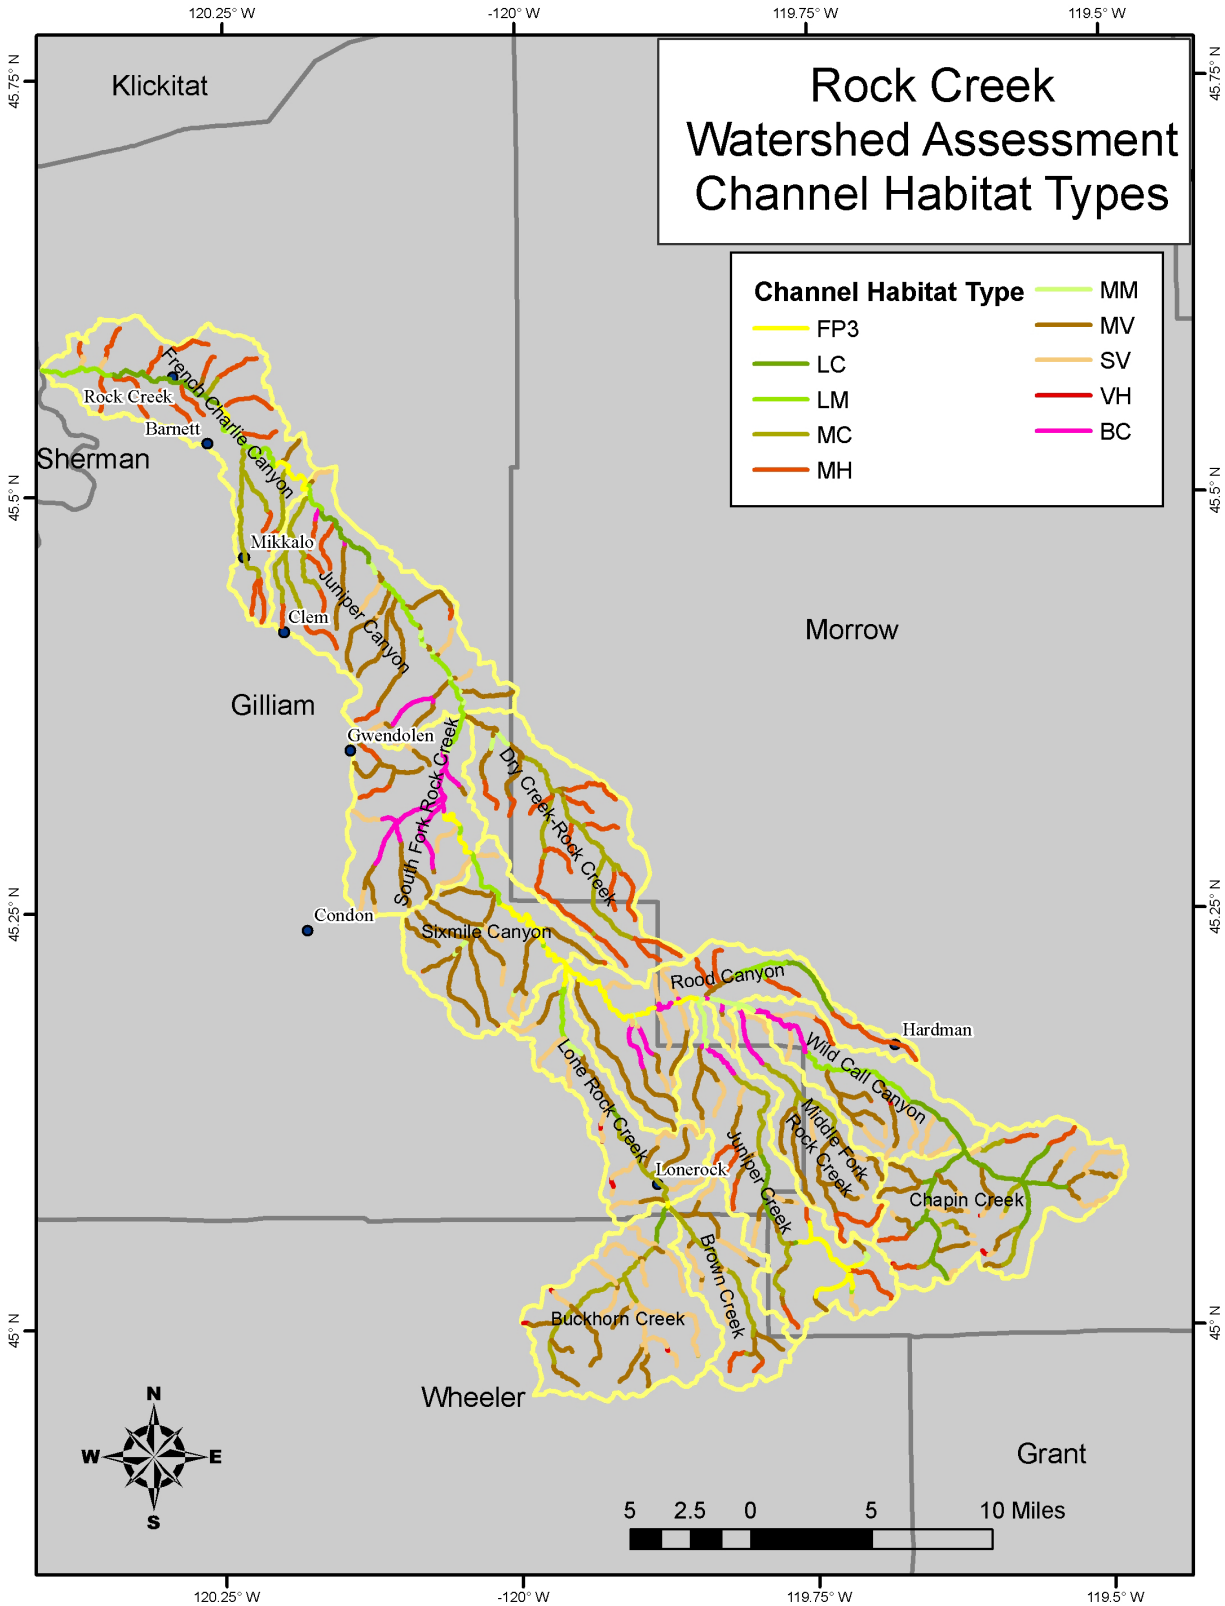 120.25° W
-120° W
119.75° W
119.5° W
45.75° N
45.75° N
Klickitat
Rock Creek
Watershed Assessment
Channel Habitat Types
Channel Habitat Type
FP3
LC
LM
MC
MH
MM
MV
SV
VH
BC
French Charlie Canyon
Rock Creek
Barnett
Sherman
45.5° N
45.5° N
Mikkalo
Juniper Canyon
Clem
Morrow
Gilliam
Gwendolen
South Fork Rock Creek
Dry Creek-Rock Creek
Condon
45.25° N
45.25° N
Sixmile Canyon
Rood Canyon
Hardman
Wild Call Canyon
Lone Rock Creek
Middle Fork
Rock Creek
Juniper Creek
Lonerock
Chapin Creek
Brown Creek
Buckhorn Creek
45° N
45° N
Wheeler
Grant
N
W
E
S
5
2.5
0
5
10 Miles
120.25° W
-120° W
119.75° W
119.5° W